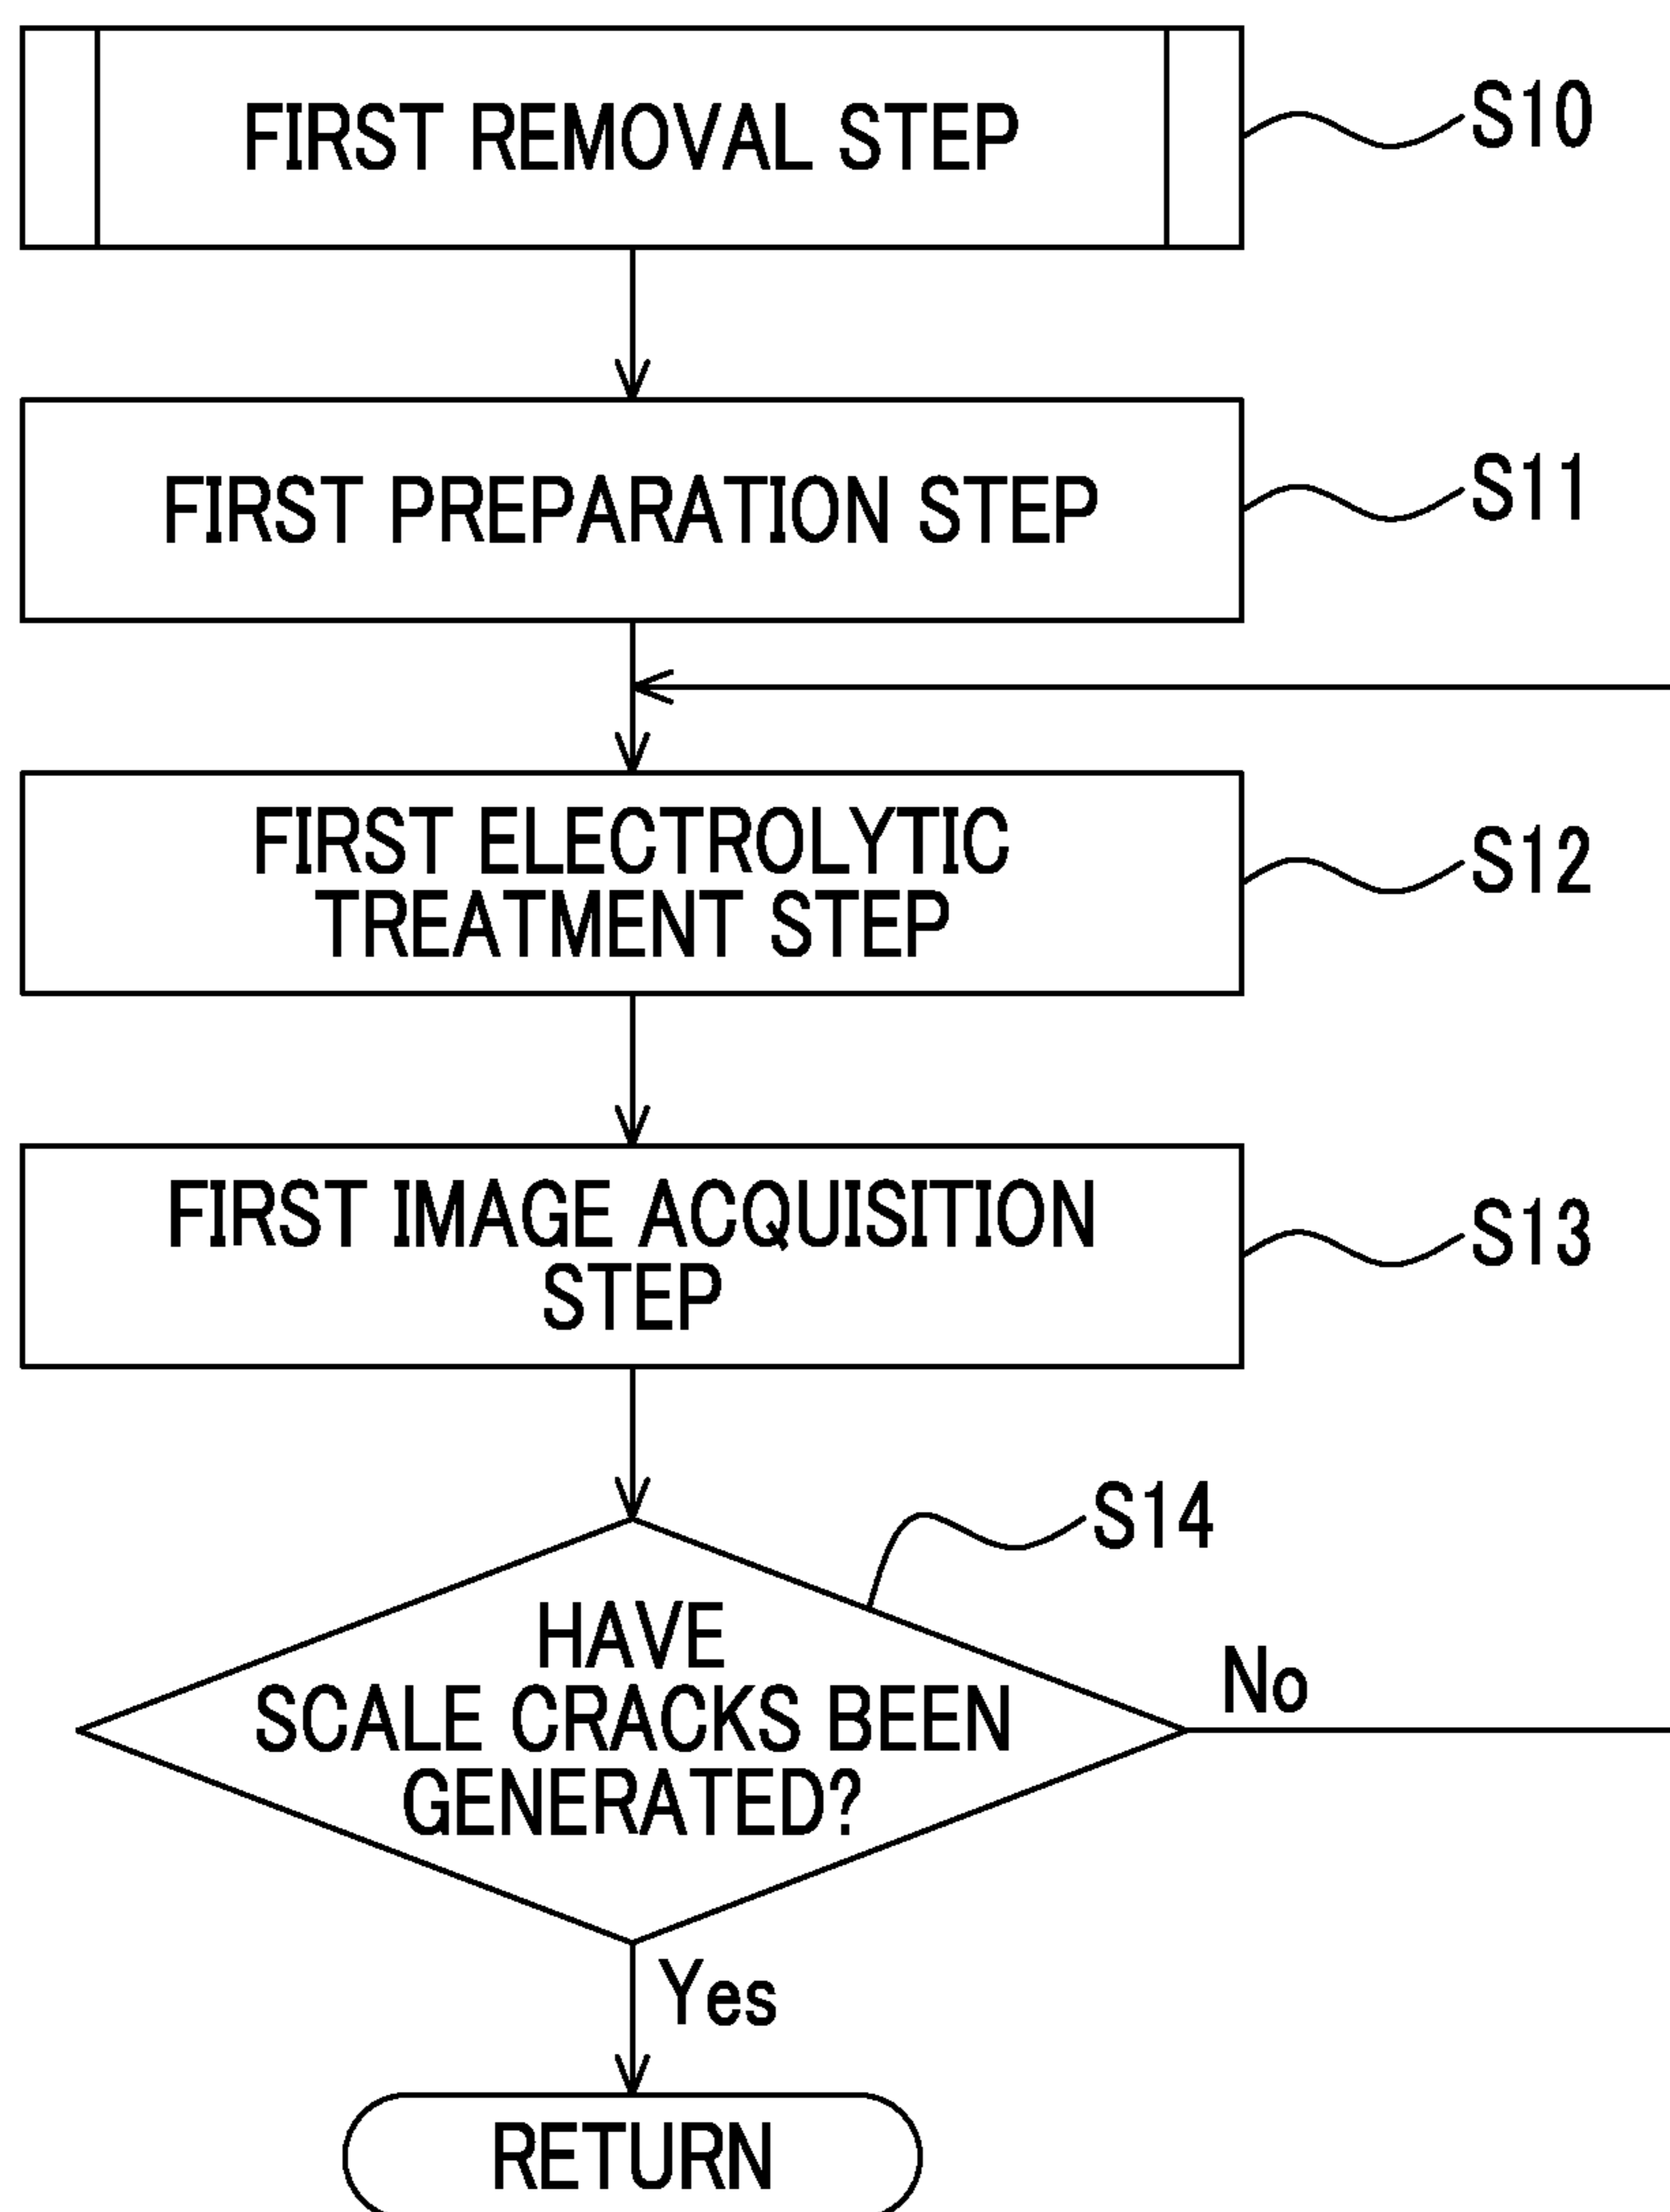 FIRST REMOVAL STEP
S10
FIRST PREPARATION STEP
S11
FIRST ELECTROLYTIC
TREATMENT STEP
S12
FIRST IMAGE ACQUISITION
STEP
S13
S14
HAVE
SCALE CRACKS BEEN
GENERATED?
No
Yes
RETURN